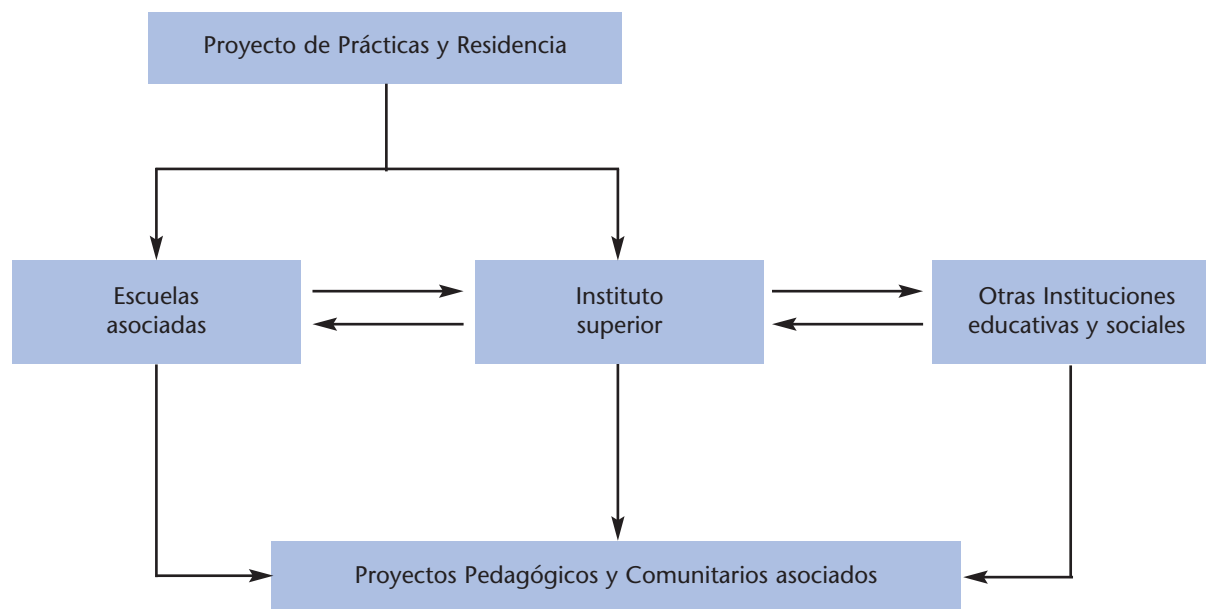 Proyecto de Prácticas y Residencia
Escuelas
asociadas
Instituto
superior
Otras Instituciones
educativas y sociales
Proyectos Pedagógicos y Comunitarios asociados